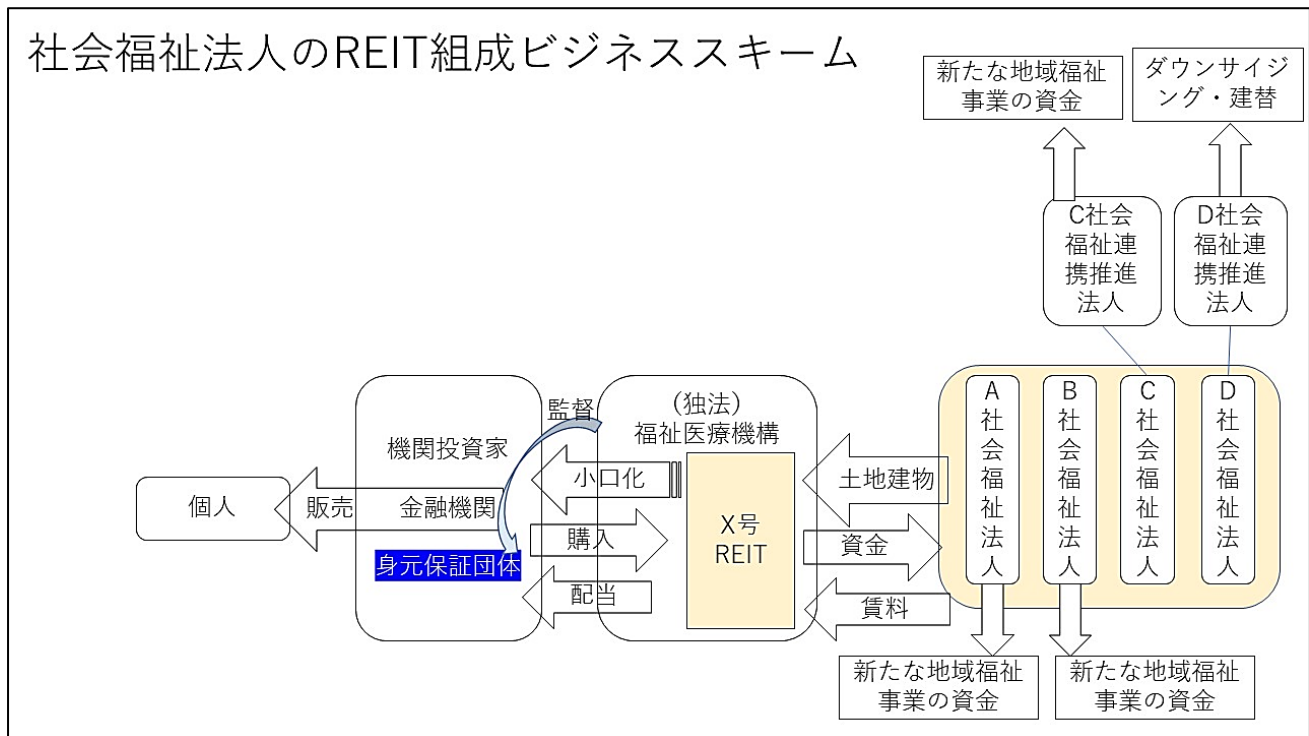 社会福祉法人のREIT組成ビジネススキーム
新たな地域福祉
事業の資金
ダウンサイジ
ング・建替
C社会
福祉連
携推進
法人
D社会
福祉連
携推進
法人
監督
(独法)
福祉医療機構
機関投資家
小口化
土地建物
個人
販売
金融機関
X号
REIT
購入
資金
身元保証団体
配当
賃料
A
社
会
福
祉
法
人
B
社
会
福
祉
法
人
C
社
会
福
祉
法
人
D
社
会
福
祉
法
人
新たな地域福祉
事業の資金
新たな地域福祉
事業の資金